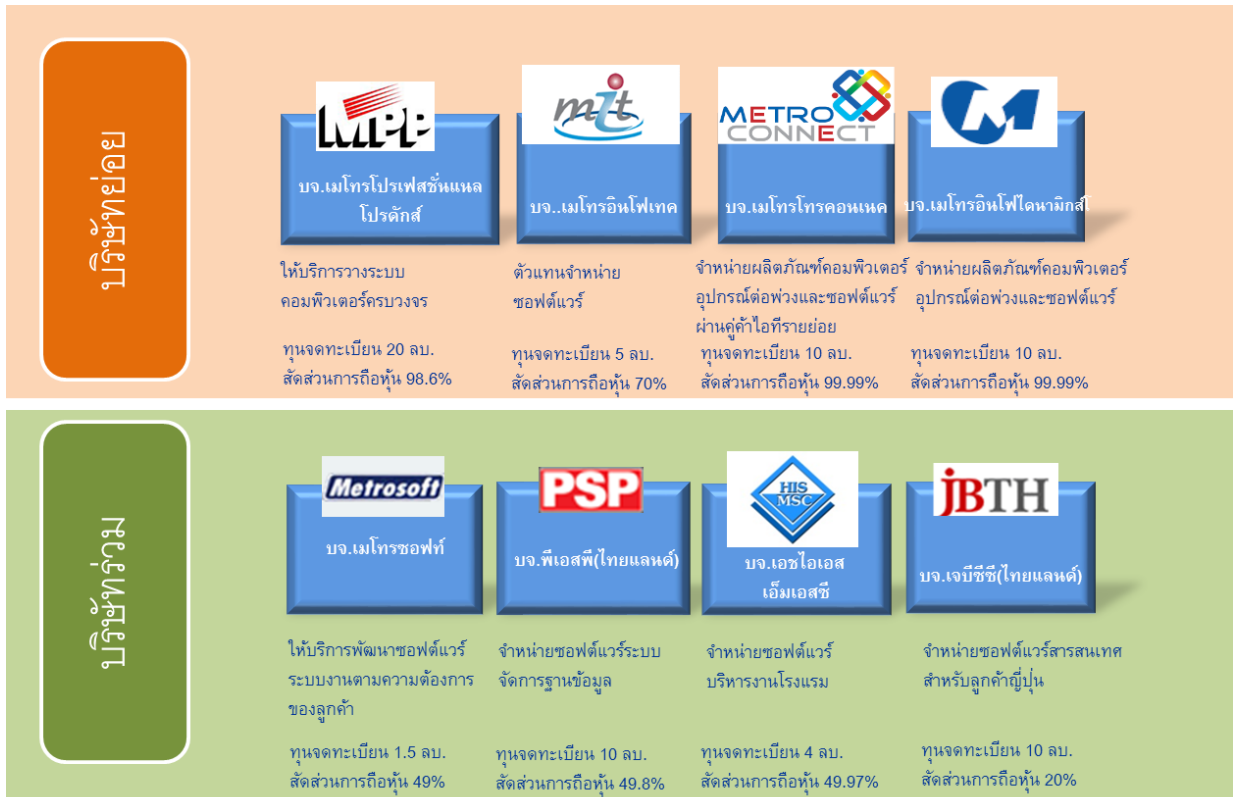 บริษัทย่อย
MPP
mit
METRO
CONNECT
บจ.เมโทรโปรเฟสชั่นแนล
โปรดักส์
บจ..เมโทรอินโฟเทค
บจ.เมโทรโทรคอนเนค
บจ.เมโทรอินโฟไดนามิกส์โ
ให้บริการวางระบบ
คอมพิวเตอร์ครบวงจร
ทุนจดทะเบียน 20 ลบ.
สัดส่วนการถือหุ้น 98.6%
ตัวแทนจำหน่าย
ซอฟต์แวร์
ทุนจดทะเบียน 5 ลบ.
สัดส่วนการถือหุ้น 70%
จำหน่ายผลิตภัณฑ์คอมพิวเตอร์
อุปกรณ์ต่อพ่วงและซอฟต์แวร์
ผ่านคู่ค้าไอทีรายย่อย
ทุนจดทะเบียน 10 ลบ.
สัดส่วนการถือหุ้น 99.99%
จำหน่ายผลิตภัณฑ์คอมพิวเตอร์
อุปกรณ์ต่อพ่วงและซอฟต์แวร์
ทุนจดทะเบียน 10 ลบ.
สัดส่วนการถือหุ้น 99.99%
บริษัทร่วม
Metrosoft
PSP
HIS
MSC
jBTH
บจ.เมโทรซอฟท์
บจ.พีเอสพี(ไทยแลนด์)
บจ.เอชไอเอส
เอ็มเอสซี
บจ.เจบีซีซี(ไทยแลนด์)
ให้บริการพัฒนาซอฟต์แวร์
ระบบงานตามความต้องการ
ของลูกค้า
ทุนจดทะเบียน 1.5 ลบ.
สัดส่วนการถือหุ้น 49%
จำหน่ายซอฟต์แวร์ระบบ
จัดการฐานข้อมูล
ทุนจดทะเบียน 10 ลบ.
สัดส่วนการถือหุ้น 49.8%
จำหน่ายซอฟต์แวร์
บริหารงานโรงแรม
ทุนจดทะเบียน 4 ลบ.
สัดส่วนการถือหุ้น 49.97%
จำหน่ายซอฟต์แวร์สารสนเทศ
สำหรับลูกค้าญี่ปุ่น
ทุนจดทะเบียน 10 ลบ.
สัดส่วนการถือหุ้น 20%